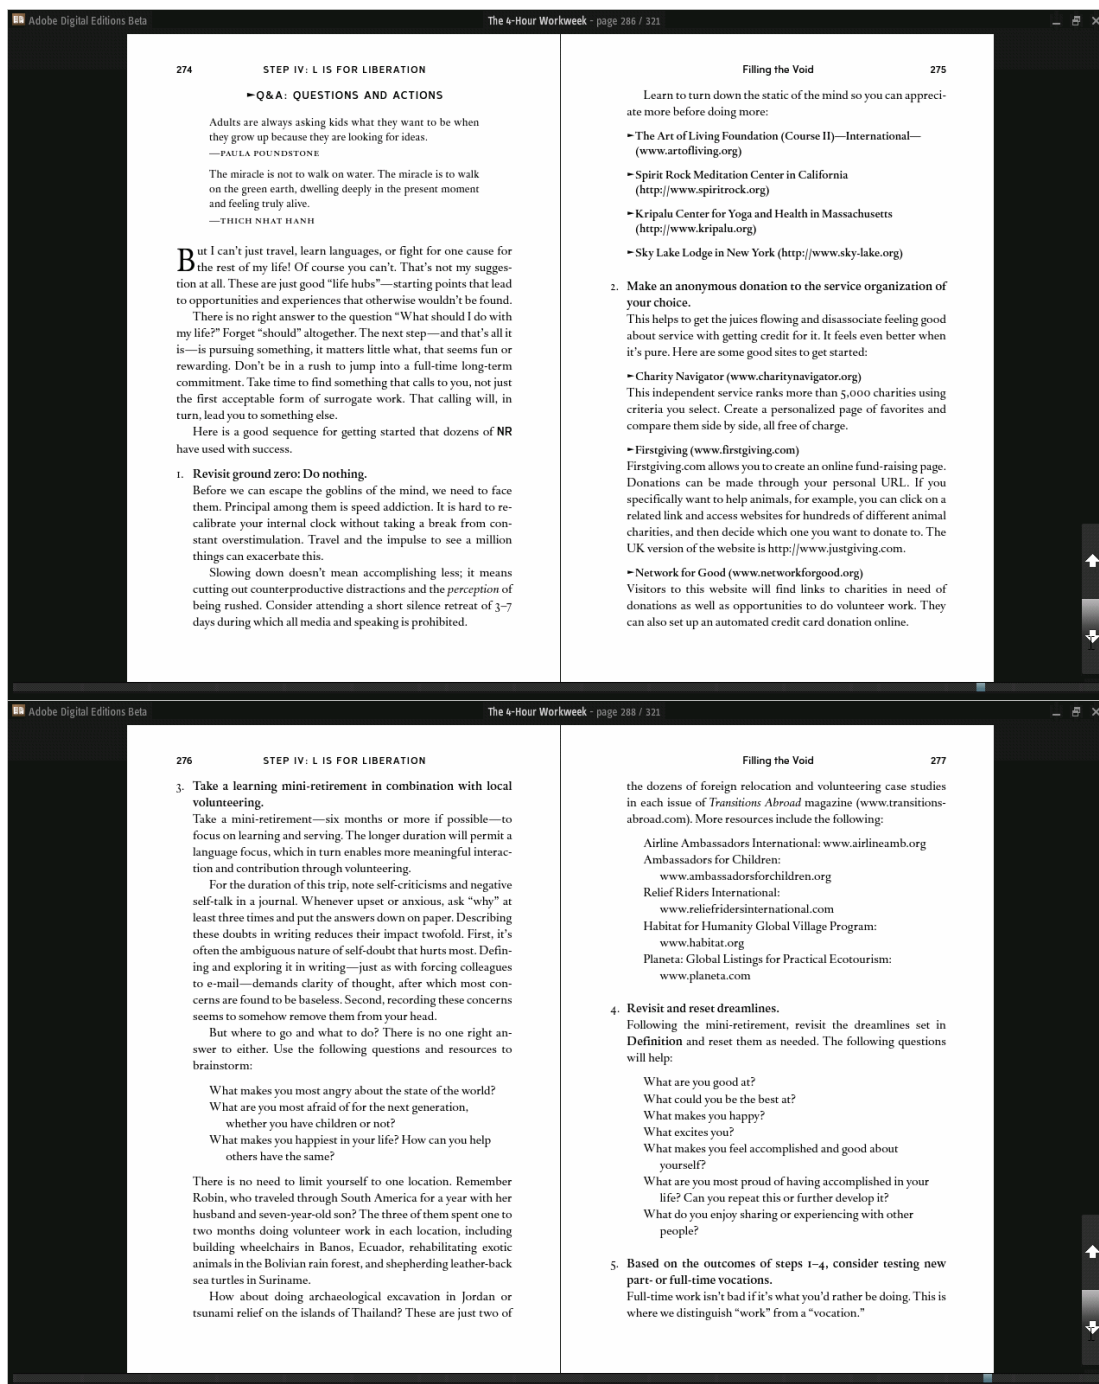 Adobe Digital Editions Beta
The 4-Hour Workweek - page 286 / 321
274
STEP IV: L IS FOR LIBERATION
►Q&A: QUESTIONS AND ACTIONS
Adults are always asking kids what they want to be when
they grow up because they are looking for ideas.
—PAULA POUNDSTONE
The miracle is not to walk on water. The miracle is to walk
on the green earth, dwelling deeply in the present moment
and feeling truly alive.
—THICH NHAT HANH
But I can't just travel, learn languages, or fight for one cause for
the rest of my life! Of course you can't. That's not my sugges-
tion at all. These are just good “life hubs”—starting points that lead
to opportunities and experiences that otherwise wouldn't be found.
There is no right answer to the question “What should I do with
my life?” Forget “should” altogether. The next step—and that's all it
is—is pursuing something, it matters little what, that seems fun or
rewarding. Don't be in a rush to jump into a full-time long-term
commitment. Take time to find something that calls to you, not just
the first acceptable form of surrogate work. That calling will, in
turn, lead you to something else.
Here is a good sequence for getting started that dozens of NR
have used with success.
1. Revisit ground zero: Do nothing.
Before we can escape the goblins of the mind, we need to face
them. Principal among them is speed addiction. It is hard to re-
calibrate your internal clock without taking a break from con-
stant overstimulation. Travel and the impulse to see a million
things can exacerbate this.
Slowing down doesn't mean accomplishing less; it means
cutting out counterproductive distractions and the perception of
being rushed. Consider attending a short silence retreat of 3–7
days during which all media and speaking is prohibited.
Filling the Void
275
Learn to turn down the static of the mind so you can appreci-
ate more before doing more:
►The Art of Living Foundation (Course II)—International—
(www.artofliving.org)
►Spirit Rock Meditation Center in California
(http://www.spiritrock.org)
►Kripalu Center for Yoga and Health in Massachusetts
(http://www.kripalu.org)
►Sky Lake Lodge in New York (http://www.sky-lake.org)
2. Make an anonymous donation to the service organization of
your choice.
This helps to get the juices flowing and disassociate feeling good
about service with getting credit for it. It feels even better when
it's pure. Here are some good sites to get started:
►Charity Navigator (www.charitynavigator.org)
This independent service ranks more than 5,000 charities using
criteria you select. Create a personalized page of favorites and
compare them side by side, all free of charge.
►Firstgiving (www.firstgiving.com)
Firstgiving.com allows you to create an online fund-raising page.
Donations can be made through your personal URL. If you
specifically want to help animals, for example, you can click on a
related link and access websites for hundreds of different animal
charities, and then decide which one you want to donate to. The
UK version of the website is http://www.justgiving.com.
►Network for Good (www.networkforgood.org)
Visitors to this website will find links to charities in need of
donations as well as opportunities to do volunteer work. They
can also set up an automated credit card donation online.
Adobe Digital Editions Beta
The 4-Hour Workweek - page 288 / 321
276
STEP IV: L IS FOR LIBERATION
3. Take a learning mini-retirement in combination with local
volunteering.
Take a mini-retirement—six months or more if possible—to
focus on learning and serving. The longer duration will permit a
language focus, which in turn enables more meaningful interac-
tion and contribution through volunteering.
For the duration of this trip, note self-criticisms and negative
self-talk in a journal. Whenever upset or anxious, ask “why” at
least three times and put the answers down on paper. Describing
these doubts in writing reduces their impact twofold. First, it's
often the ambiguous nature of self-doubt that hurts most. Defin-
ing and exploring it in writing—just as with forcing colleagues
to e-mail—demands clarity of thought, after which most con-
cerns are found to be baseless. Second, recording these concerns
seems to somehow remove them from your head.
But where to go and what to do? There is no one right an-
swer to either. Use the following questions and resources to
brainstorm:
What makes you most angry about the state of the world?
What are you most afraid of for the next generation,
whether you have children or not?
What makes you happiest in your life? How can you help
others have the same?
There is no need to limit yourself to one location. Remember
Robin, who traveled through South America for a year with her
husband and seven-year-old son? The three of them spent one to
two months doing volunteer work in each location, including
building wheelchairs in Banos, Ecuador, rehabilitating exotic
animals in the Bolivian rain forest, and shepherding leather-back
sea turtles in Suriname.
How about doing archaeological excavation in Jordan or
tsunami relief on the islands of Thailand? These are just two of
Filling the Void
277
the dozens of foreign relocation and volunteering case studies
in each issue of Transitions Abroad magazine (www.transitions-
abroad.com). More resources include the following:
Airline Ambassadors International: www.airlineamb.org
Ambassadors for Children:
www.ambassadorsforchildren.org
Relief Riders International:
www.reliefridersinternational.com
Habitat for Humanity Global Village Program:
www.habitat.org
Planeta: Global Listings for Practical Ecotourism:
www.planeta.com
4. Revisit and reset dreamlines.
Following the mini-retirement, revisit the dreamlines set in
Definition and reset them as needed. The following questions
will help:
What are you good at?
What could you be the best at?
What makes you happy?
What excites you?
What makes you feel accomplished and good about
yourself?
What are you most proud of having accomplished in your
life? Can you repeat this or further develop it?
What do you enjoy sharing or experiencing with other
people?
5. Based on the outcomes of steps 1–4, consider testing new
part- or full-time vocations.
Full-time work isn't bad if it's what you'd rather be doing. This is
where we distinguish “work” from a “vocation.”